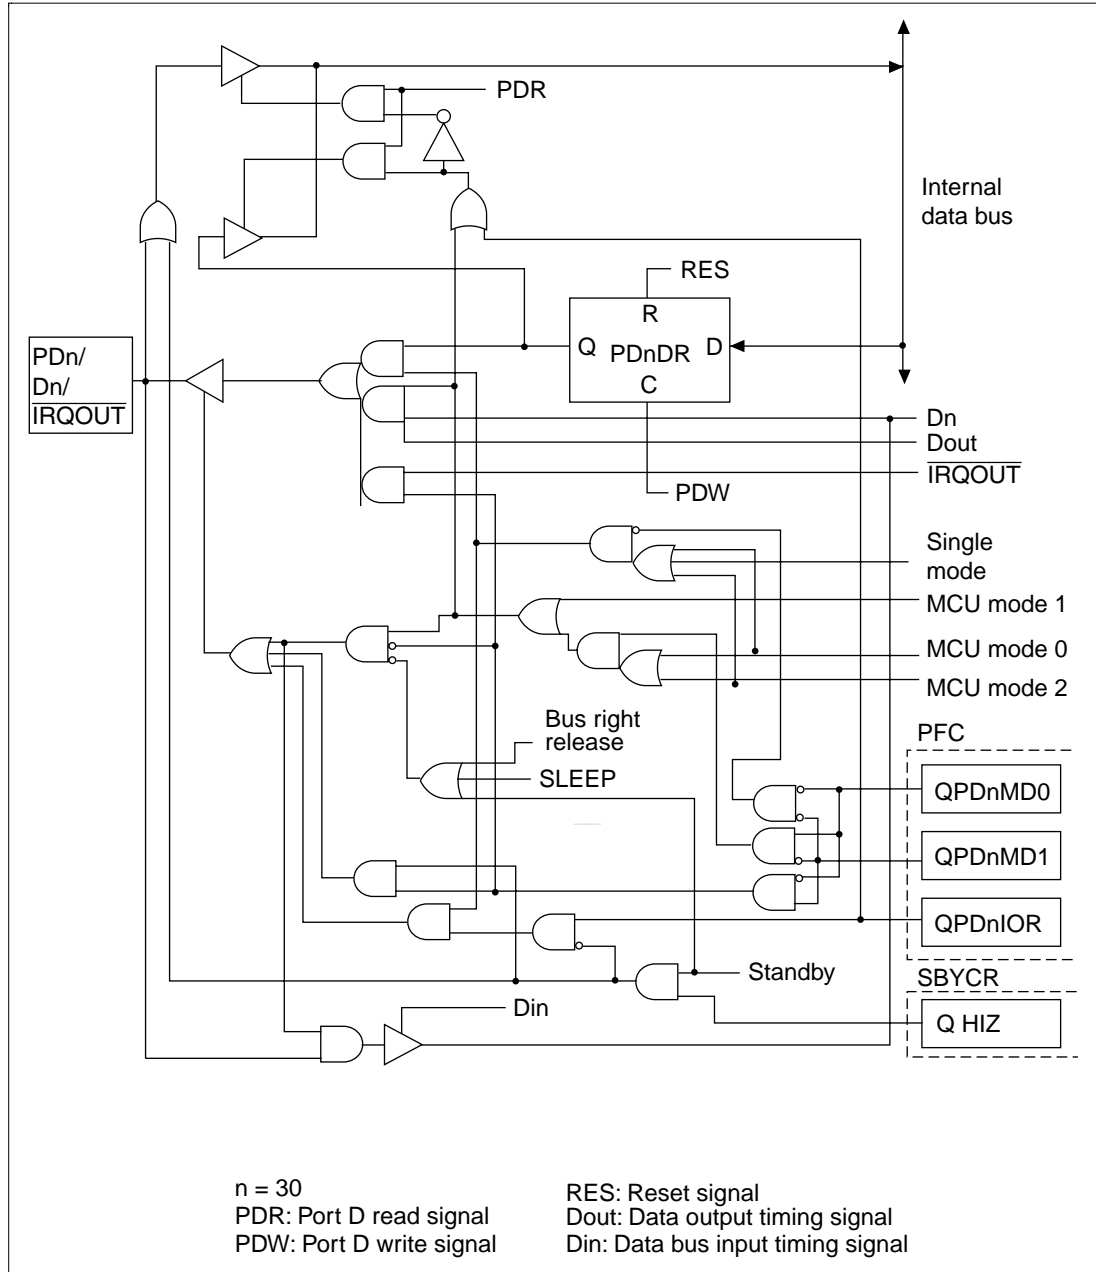 PDR
Internal
data bus
RES
R
Q PDnDR D
C
PDn/
Dn/
IRQOUT
Dn
Dout
IRQOUT
PDW
Single
mode
MCU mode 1
MCU mode 0
MCU mode 2
Bus right
release
SLEEP
PFC
QPDnMD0
QPDnMD1
QPDnIOR
Standby
SBYCR
Din
Q HIZ
n = 30
PDR: Port D read signal
PDW: Port D write signal
RES: Reset signal
Dout: Data output timing signal
Din: Data bus input timing signal